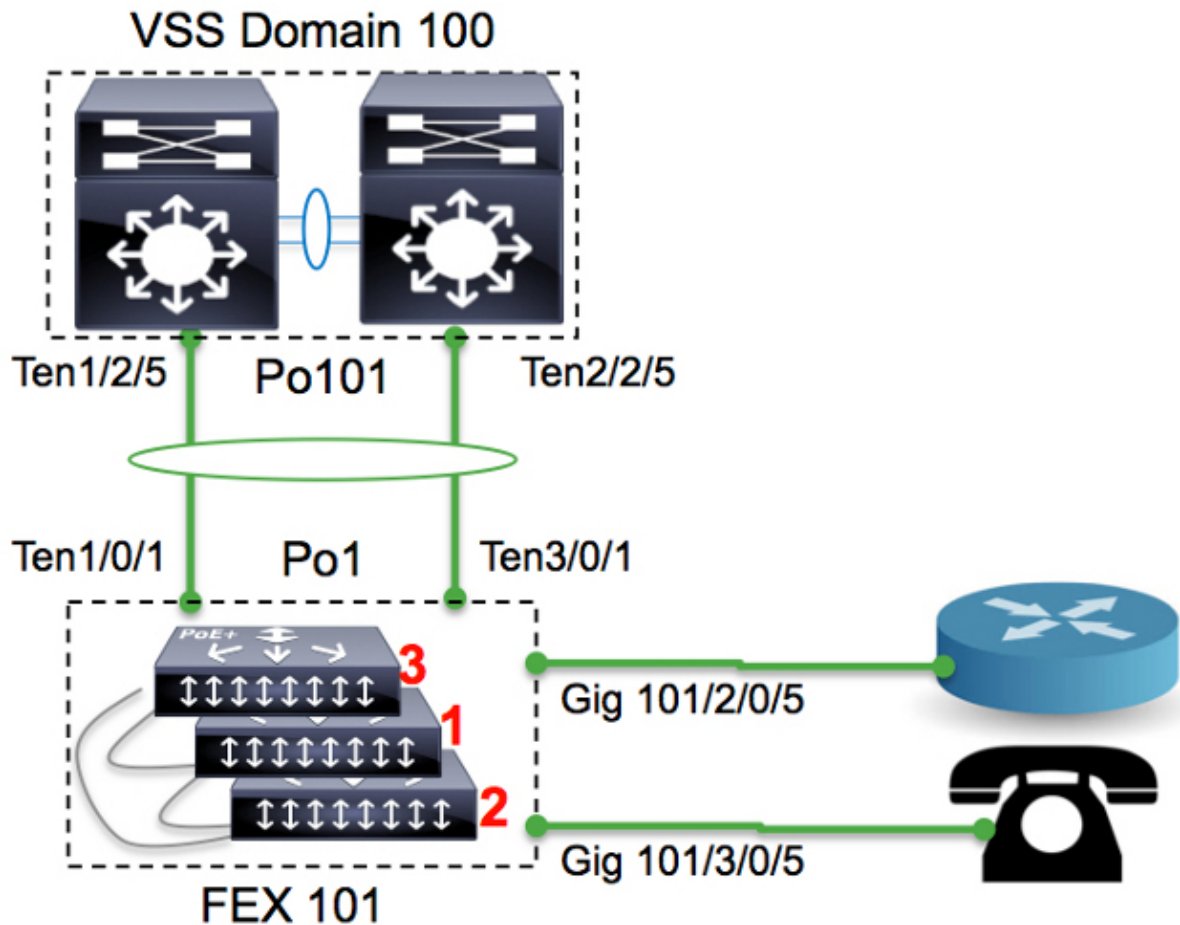 VSS Domain 100
Ten1/2/5
Po101
Ten2/2/5
Ten1/0/1
Po1
Ten3/0/1
PoE+
3
1
2
Gig 101/2/0/5
Gig 101/3/0/5
FEX 101